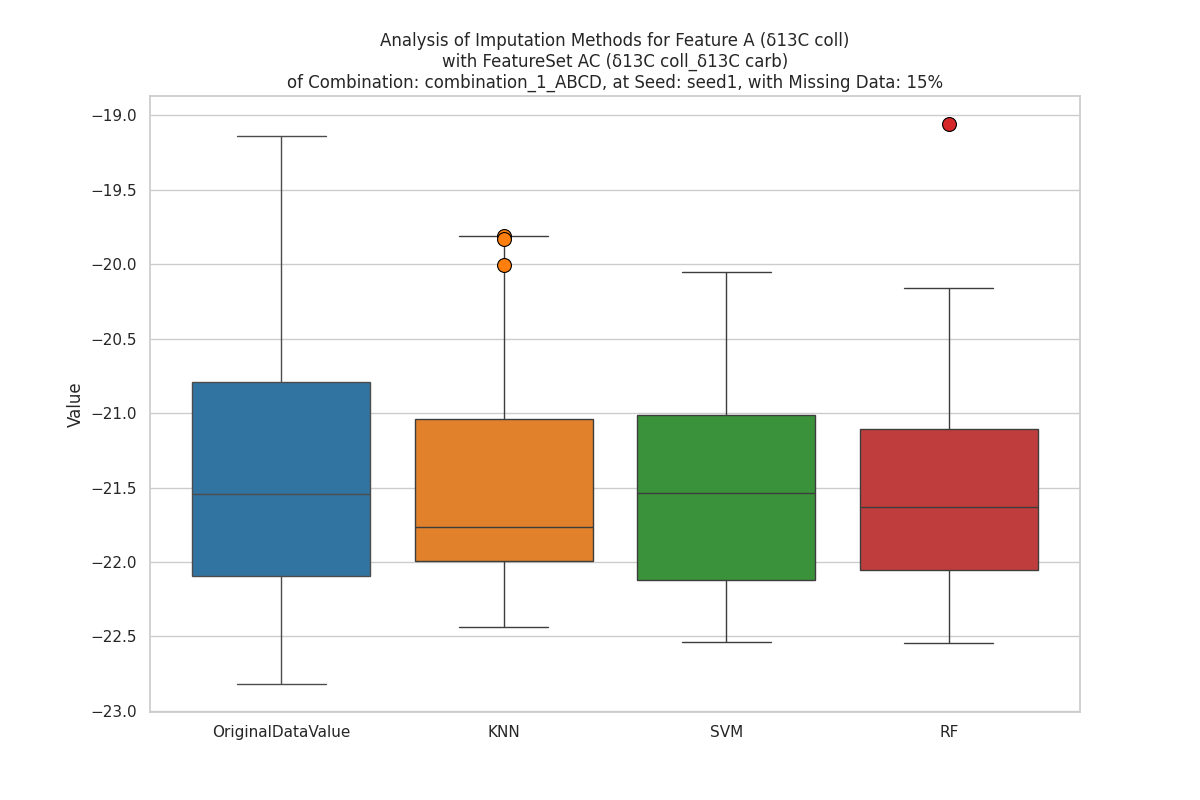 Analysis of Imputation Methods for Feature A (δ13C coll)
with FeatureSet AC (δ13C coll_δ13C carb)
of Combination: combination_1_ABCD, at Seed: seed1, with Missing Data: 15%
−19.0
−19.5
−20.0
−20.5
−21.0
−21.5
−22.0
−22.5
−23.0
Value
OriginalDataValue
KNN
SVM
RF